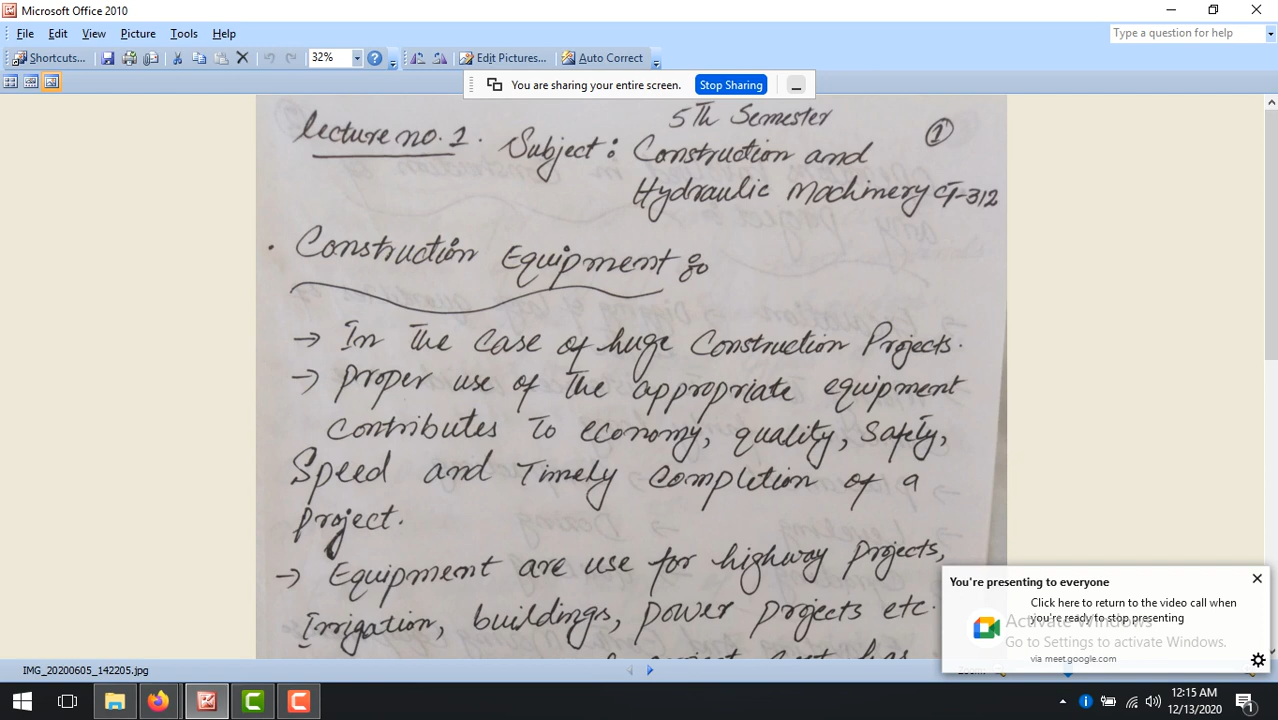 Microsoft Office 2010
File Edit View Picture Tools Help
Type a question for help
Shortcuts...
32%
Edit Pictures...
Auto Correct
You are sharing your entire screen.
Stop Sharing
5Th Semester
1
Lecture no. 1. Subject: Construction and
Hydraulic Machinery CT-312
Construction Equipment :-
→ In The Case of huge Construction Projects.
→ Proper use of The appropriate equipment
Contributes To economy, quality, Safety,
Speed and Timely Completion of a
project.
→ Equipment are use for highway projects,
Irrigation, buildings, power projects etc.
You're presenting to everyone
Click here to return to the video call when
you're ready to stop presenting
Activate Windows
Go to Settings to activate Windows.
via meet.google.com
IMG_20200605_142205.jpg
Zoom:
12:15 AM
12/13/2020
1